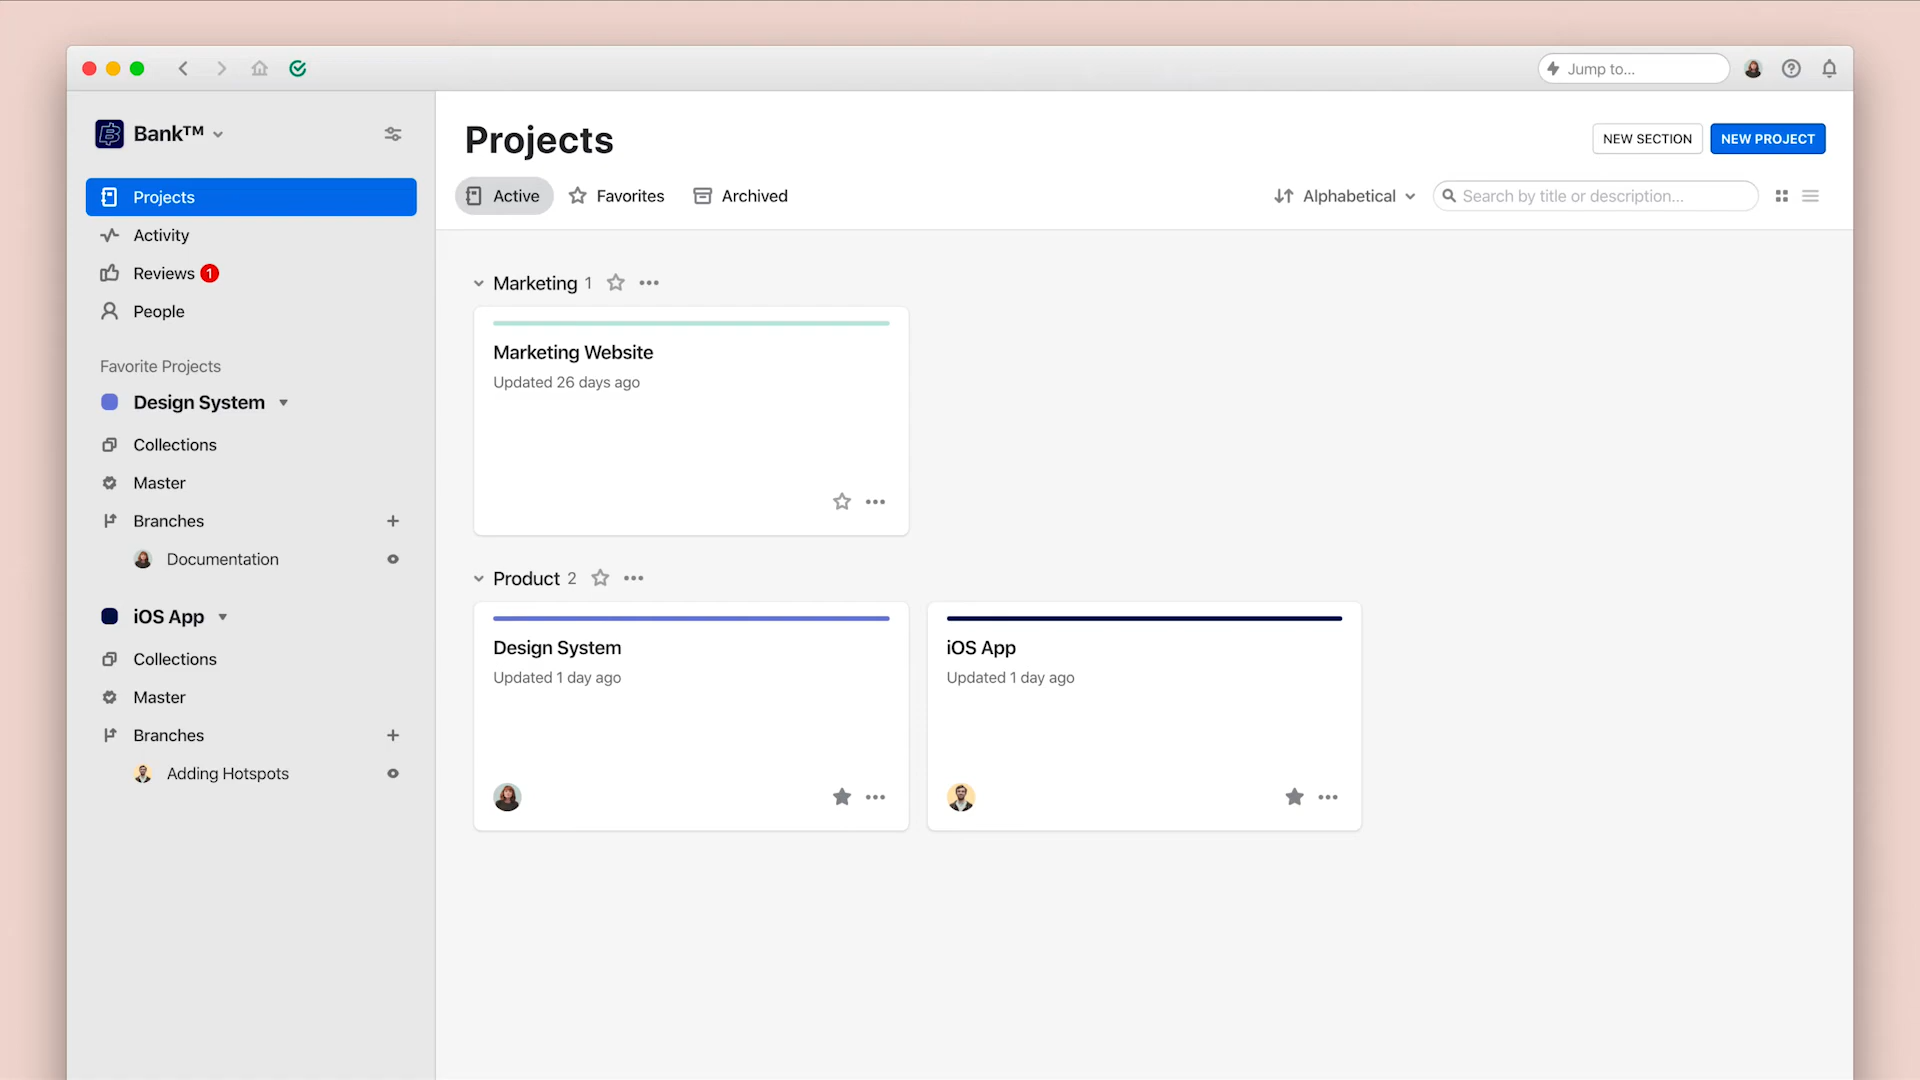 Jump to...
Bank™
Projects
Activity
Reviews 1
People
Favorite Projects
Design System
Collections
Master
Branches
Documentation
iOS App
Collections
Master
Branches
Adding Hotspots
Projects
NEW SECTION
NEW PROJECT
Active
Favorites
Archived
Alphabetical
Search by title or description...
Marketing 1
Marketing Website
Updated 26 days ago
Product 2
Design System
Updated 1 day ago
iOS App
Updated 1 day ago